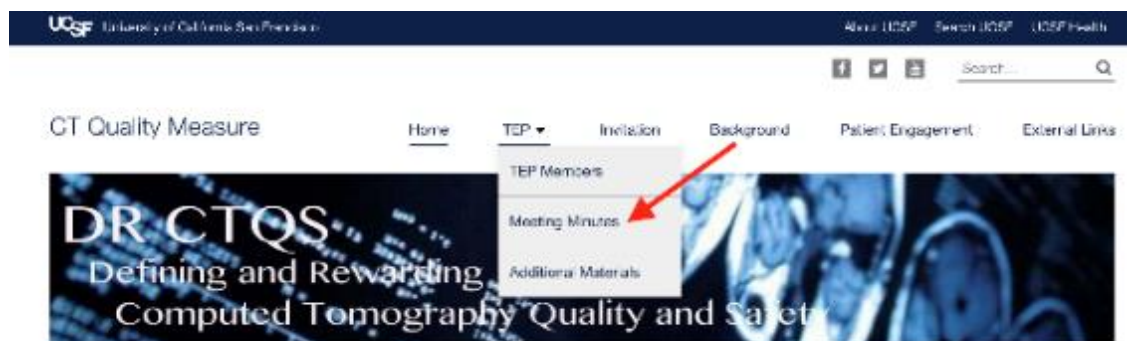 UCSF University of California San Francisco
About UCSF Search UCSF UCSF Health
f Search...
CT Quality Measure
Home TEP Invitation Background Patient Engagement External Links
TEP Members
Meeting Minutes
Additional Materials
DR CTQS
Defining and Rewarding
Computed Tomography Quality and Safety